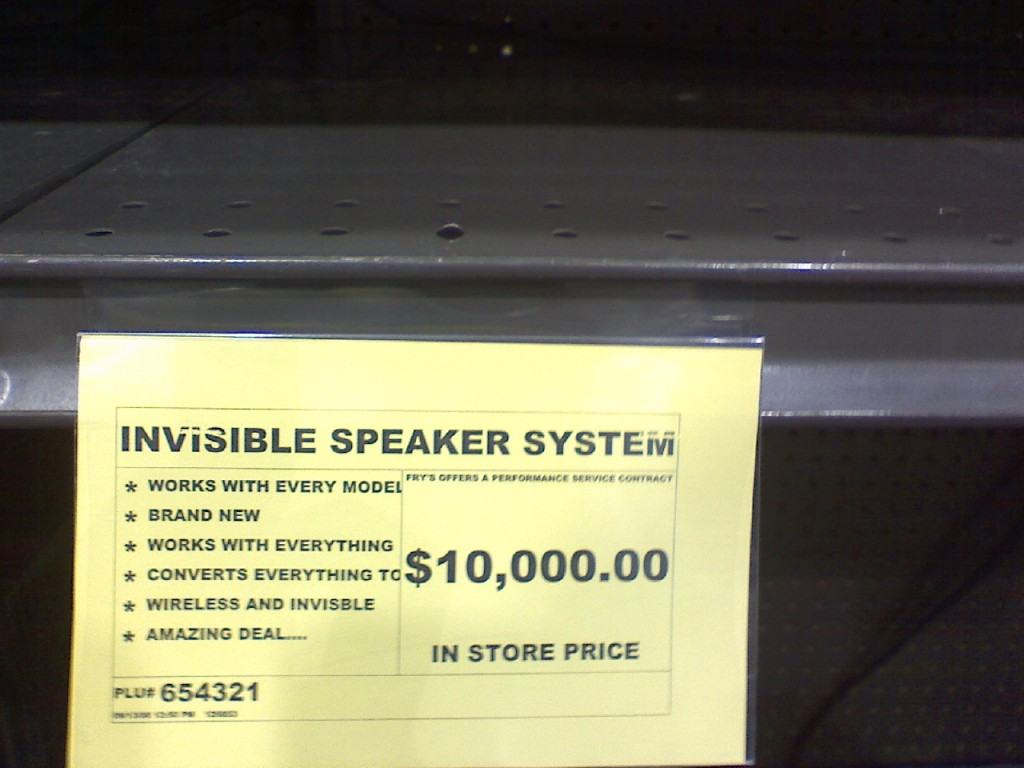 INViSIBLE SPEAKER SYSTEM
* WORKS WITH EVERY MODEL
* BRAND NEW
* WORKS WITH EVERYTHING
* CONVERTS EVERYTHING TO
* WIRELESS AND INVISBLE
* AMAZING DEAL....
FRY'S OFFERS A PERFORMANCE SERVICE CONTRACT
$10,000.00
IN STORE PRICE
PLU# 654321
PM